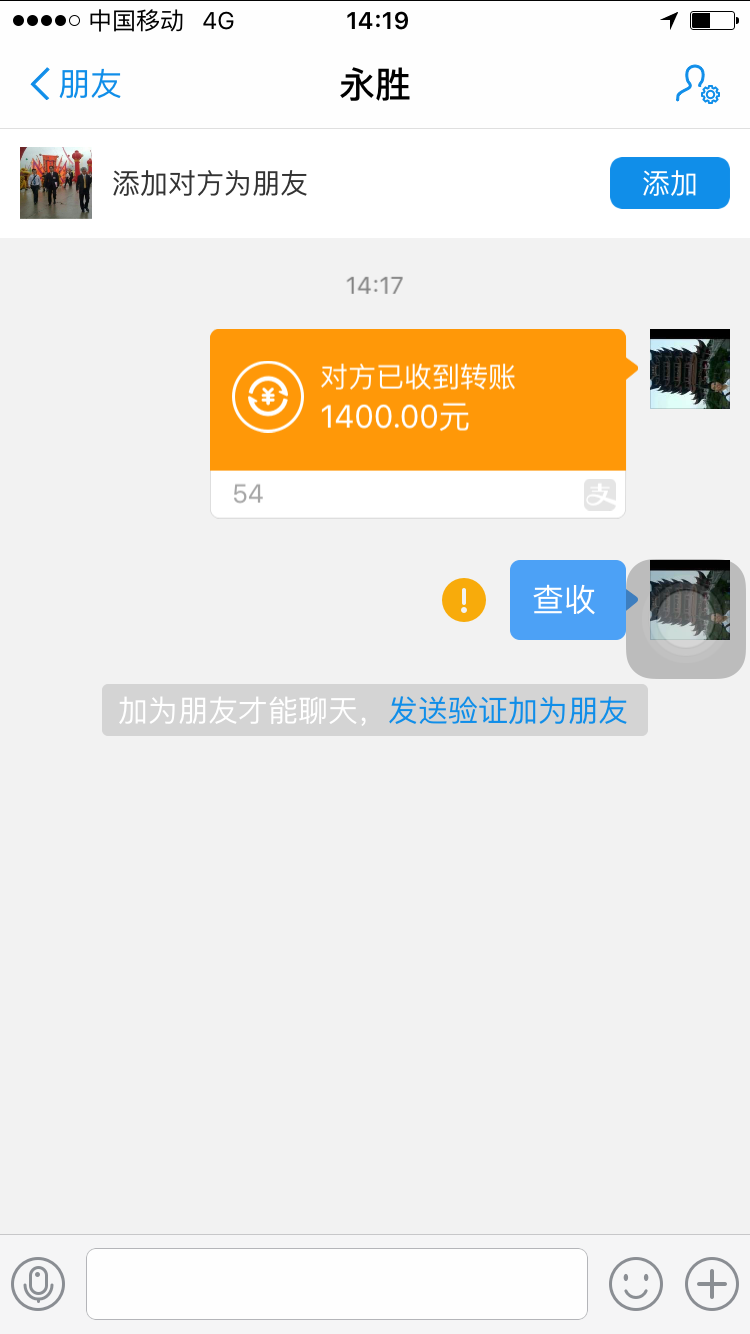 中国移动 4G 14:19
朋友 永胜
添加对方为朋友 添加
14:17
对方已收到转账
1400.00元
54 支
! 查收
加为朋友才能聊天，发送验证加为朋友